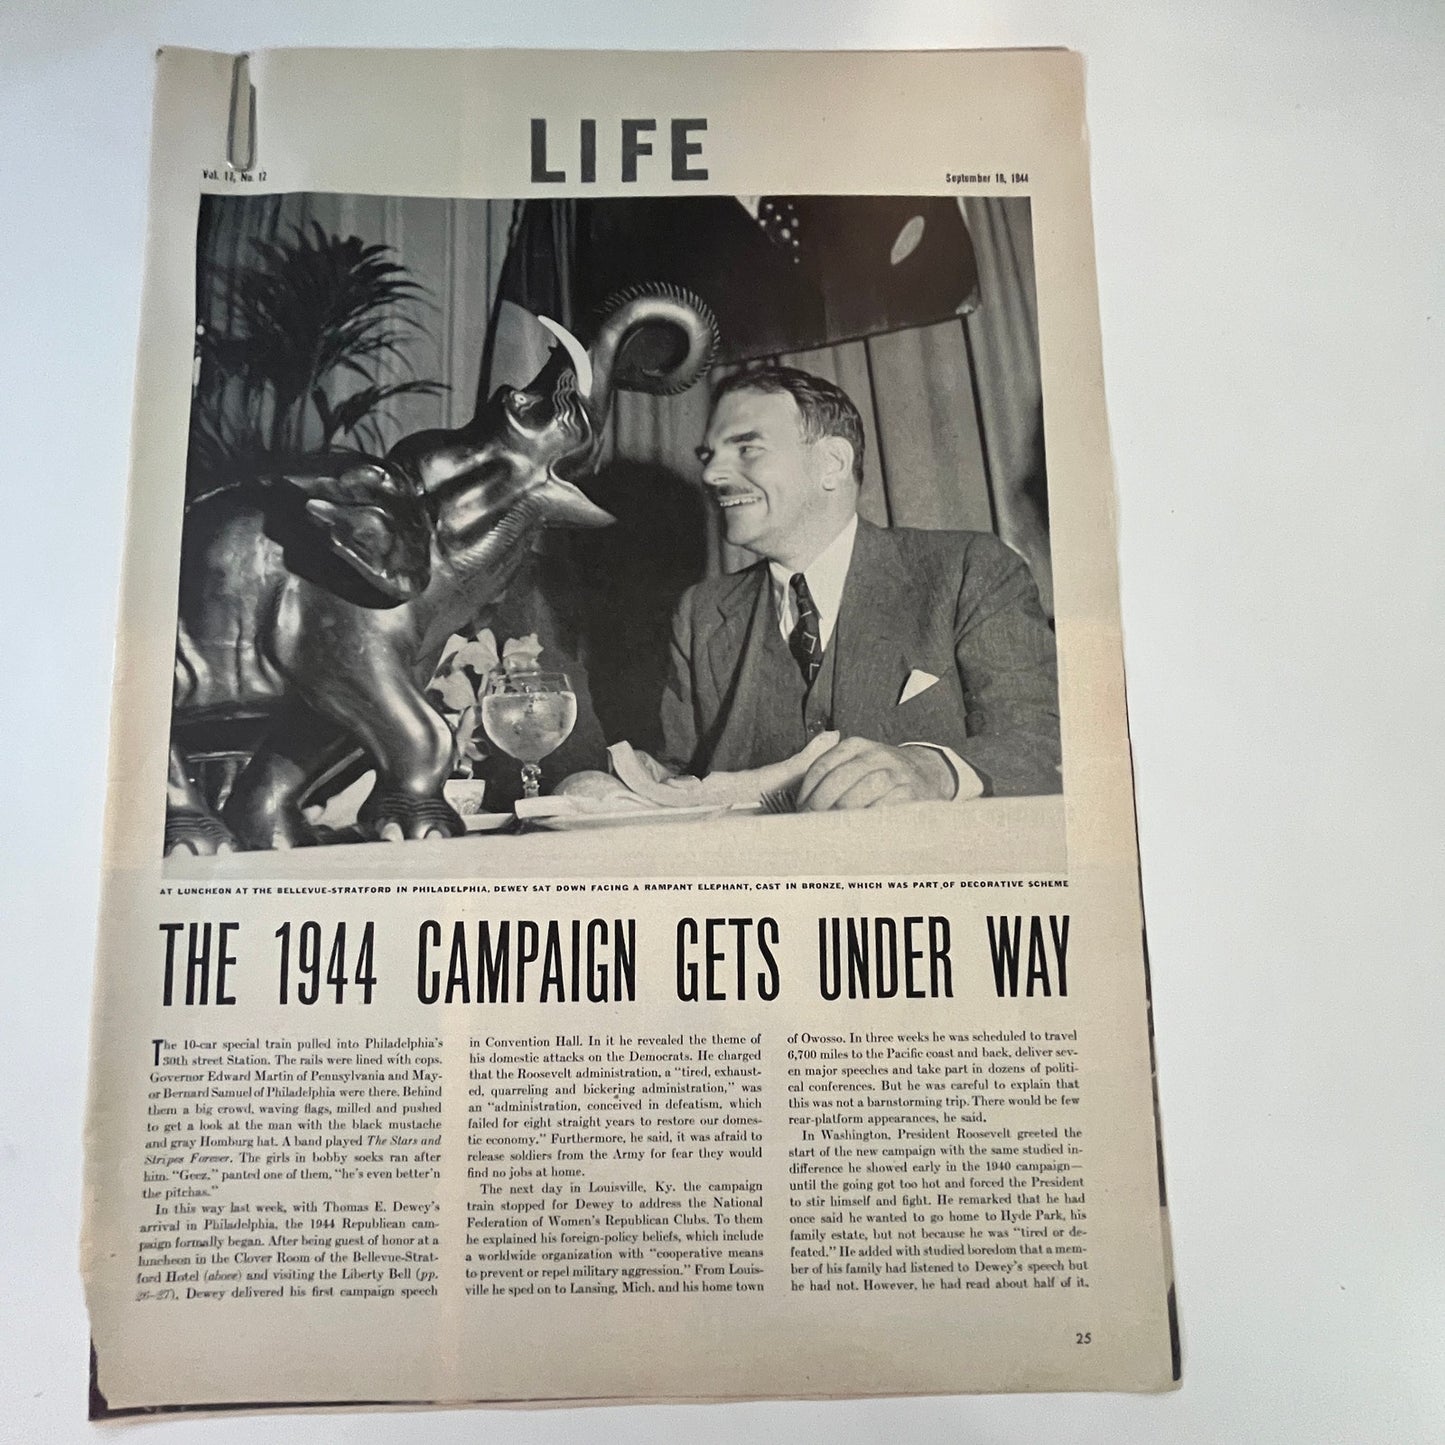 LIFE
Vol. 17, No. 12
September 18, 1944
AT LUNCHEON AT THE BELLEVUE-STRATFORD IN PHILADELPHIA, DEWEY SAT DOWN FACING A RAMPANT ELEPHANT, CAST IN BRONZE, WHICH WAS PART OF DECORATIVE SCHEME
THE 1944 CAMPAIGN GETS UNDER WAY
The 10-car special train pulled into Philadelphia's
30th street Station. The rails were lined with cops.
Governor Edward Martin of Pennsylvania and May-
or Bernard Samuel of Philadelphia were there. Behind
them a big crowd, waving flags, milled and pushed
to get a look at the man with the black mustache
and gray Homburg hat. A band played The Stars and
Stripes Forever. The girls in bobby socks ran after
him. "Geez," panted one of them, "he's even better'n
the pitchas."
In this way last week, with Thomas E. Dewey's
arrival in Philadelphia, the 1944 Republican cam-
paign formally began. After being guest of honor at a
luncheon in the Clover Room of the Bellevue-Strat-
ford Hotel (above) and visiting the Liberty Bell (pp.
26-27), Dewey delivered his first campaign speech
in Convention Hall. In it he revealed the theme of
his domestic attacks on the Democrats. He charged
that the Roosevelt administration, a "tired, exhaust-
ed, quarreling and bickering administration," was
an "administration, conceived in defeatism, which
failed for eight straight years to restore our domes-
tic economy." Furthermore, he said, it was afraid to
release soldiers from the Army for fear they would
find no jobs at home.
The next day in Louisville, Ky. the campaign
train stopped for Dewey to address the National
Federation of Women's Republican Clubs. To them
he explained his foreign-policy beliefs, which include
a worldwide organization with "cooperative means
to prevent or repel military aggression." From Louis-
ville he sped on to Lansing, Mich. and his home town
of Owosso. In three weeks he was scheduled to travel
6,700 miles to the Pacific coast and back, deliver sev-
en major speeches and take part in dozens of politi-
cal conferences. But he was careful to explain that
this was not a barnstorming trip. There would be few
rear-platform appearances, he said.
In Washington, President Roosevelt greeted the
start of the new campaign with the same studied in-
difference he showed early in the 1940 campaign—
until the going got too hot and forced the President
to stir himself and fight. He remarked that he had
once said he wanted to go home to Hyde Park, his
family estate, but not because he was "tired or de-
feated." He added with studied boredom that a mem-
ber of his family had listened to Dewey's speech but
he had not. However, he had read about half of it.
25